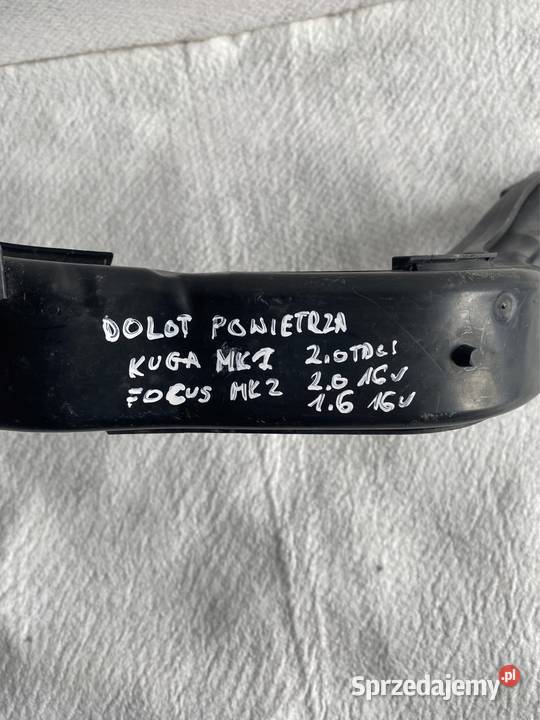 DOLOT POWIETRZA
KUGA MK1 2.0TDCI
FOCUS MK2 2.0 16V
1.6 16V
Sprzedajemy.pl